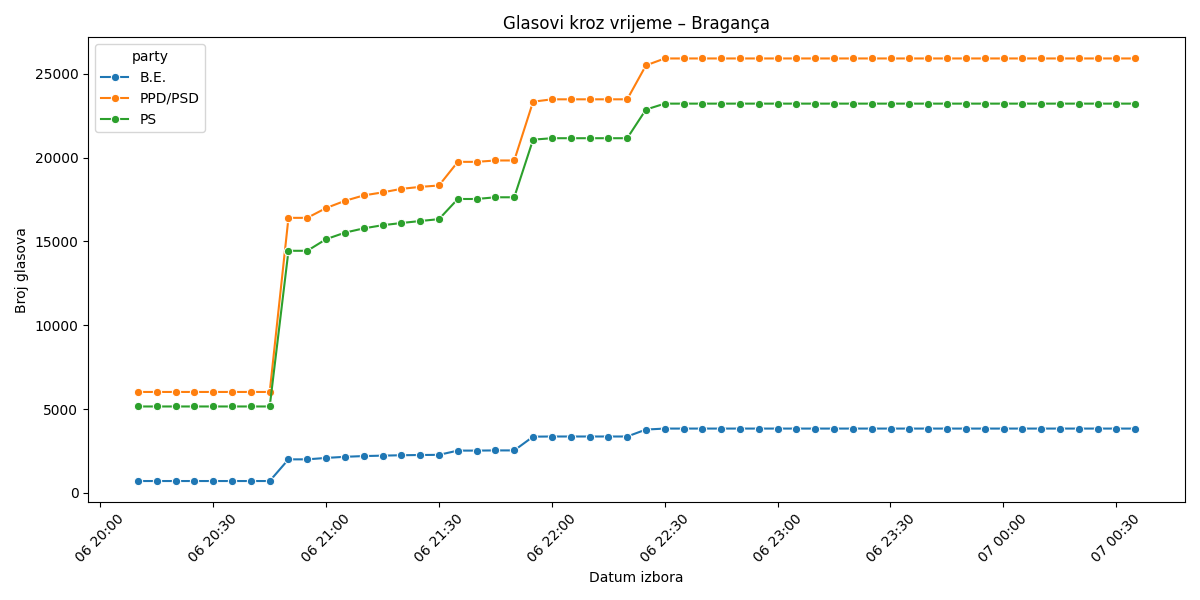 Glasovi kroz vrijeme – Bragança
party
B.E.
PPD/PSD
PS
Broj glasova
25000
20000
15000
10000
5000
0
06 20:00
06 20:30
06 21:00
06 21:30
06 22:00
06 22:30
06 23:00
06 23:30
07 00:00
07 00:30
Datum izbora